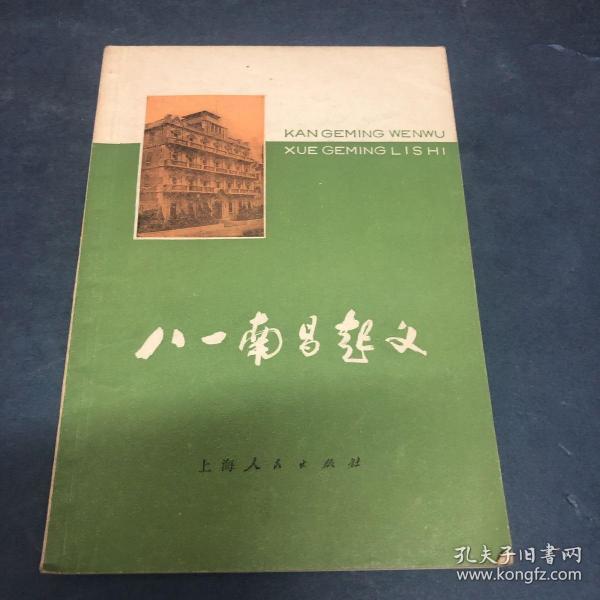 KAN GEMING WENWU
XUE GEMING LISHI
八一南昌起义
上海人民出版社
孔夫子旧书网
www.kongfz.com